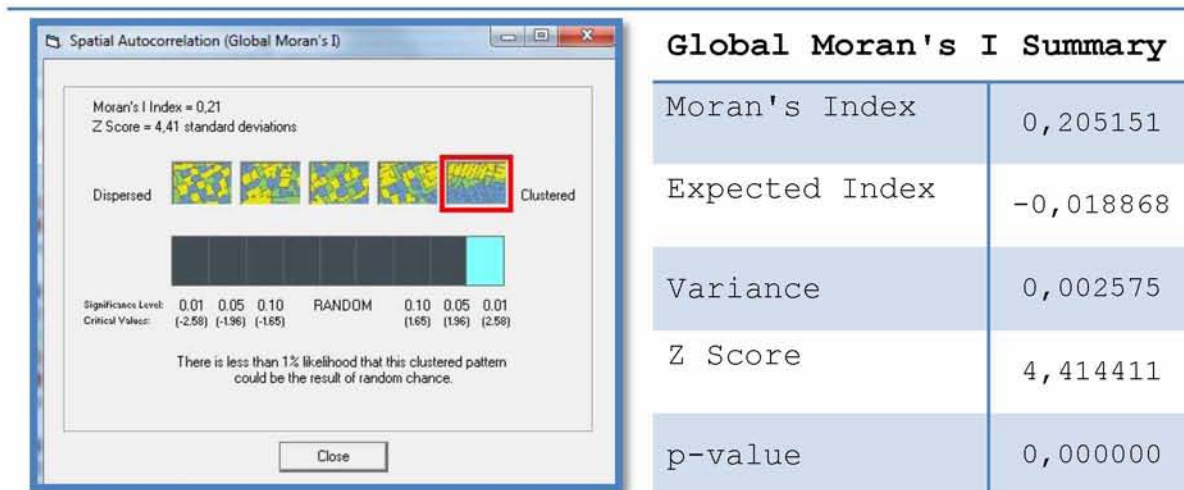 Spatial Autocorrelation (Global Moran's I)
Moran's I Index = 0,21
Z Score = 4,41 standard deviations
Dispersed
Clustered
Significance Level: 0.01 0.05 0.10 RANDOM 0.10 0.05 0.01
Critical Values: (-2.58) (-1.96) (-1.65) (1.65) (1.96) (2.58)
There is less than 1% likelihood that this clustered pattern
could be the result of random chance.
Close
Global Moran's I Summary
Moran's Index 0,205151
Expected Index -0,018868
Variance 0,002575
Z Score 4,414411
p-value 0,000000